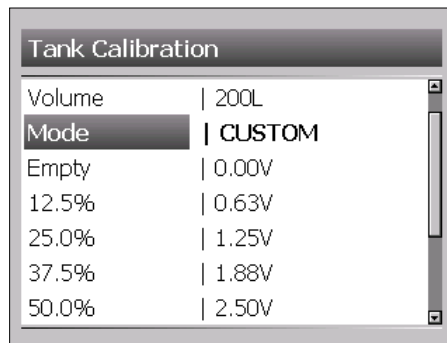 Tank Calibration
Volume | 200L
Mode | CUSTOM
Empty | 0.00V
12.5% | 0.63V
25.0% | 1.25V
37.5% | 1.88V
50.0% | 2.50V